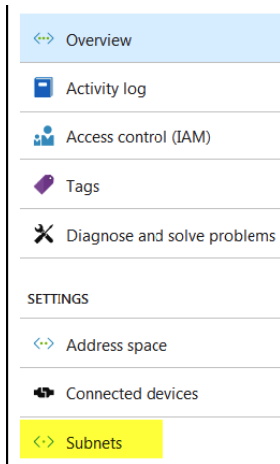 Overview
Activity log
Access control (IAM)
Tags
Diagnose and solve problems
SETTINGS
Address space
Connected devices
Subnets